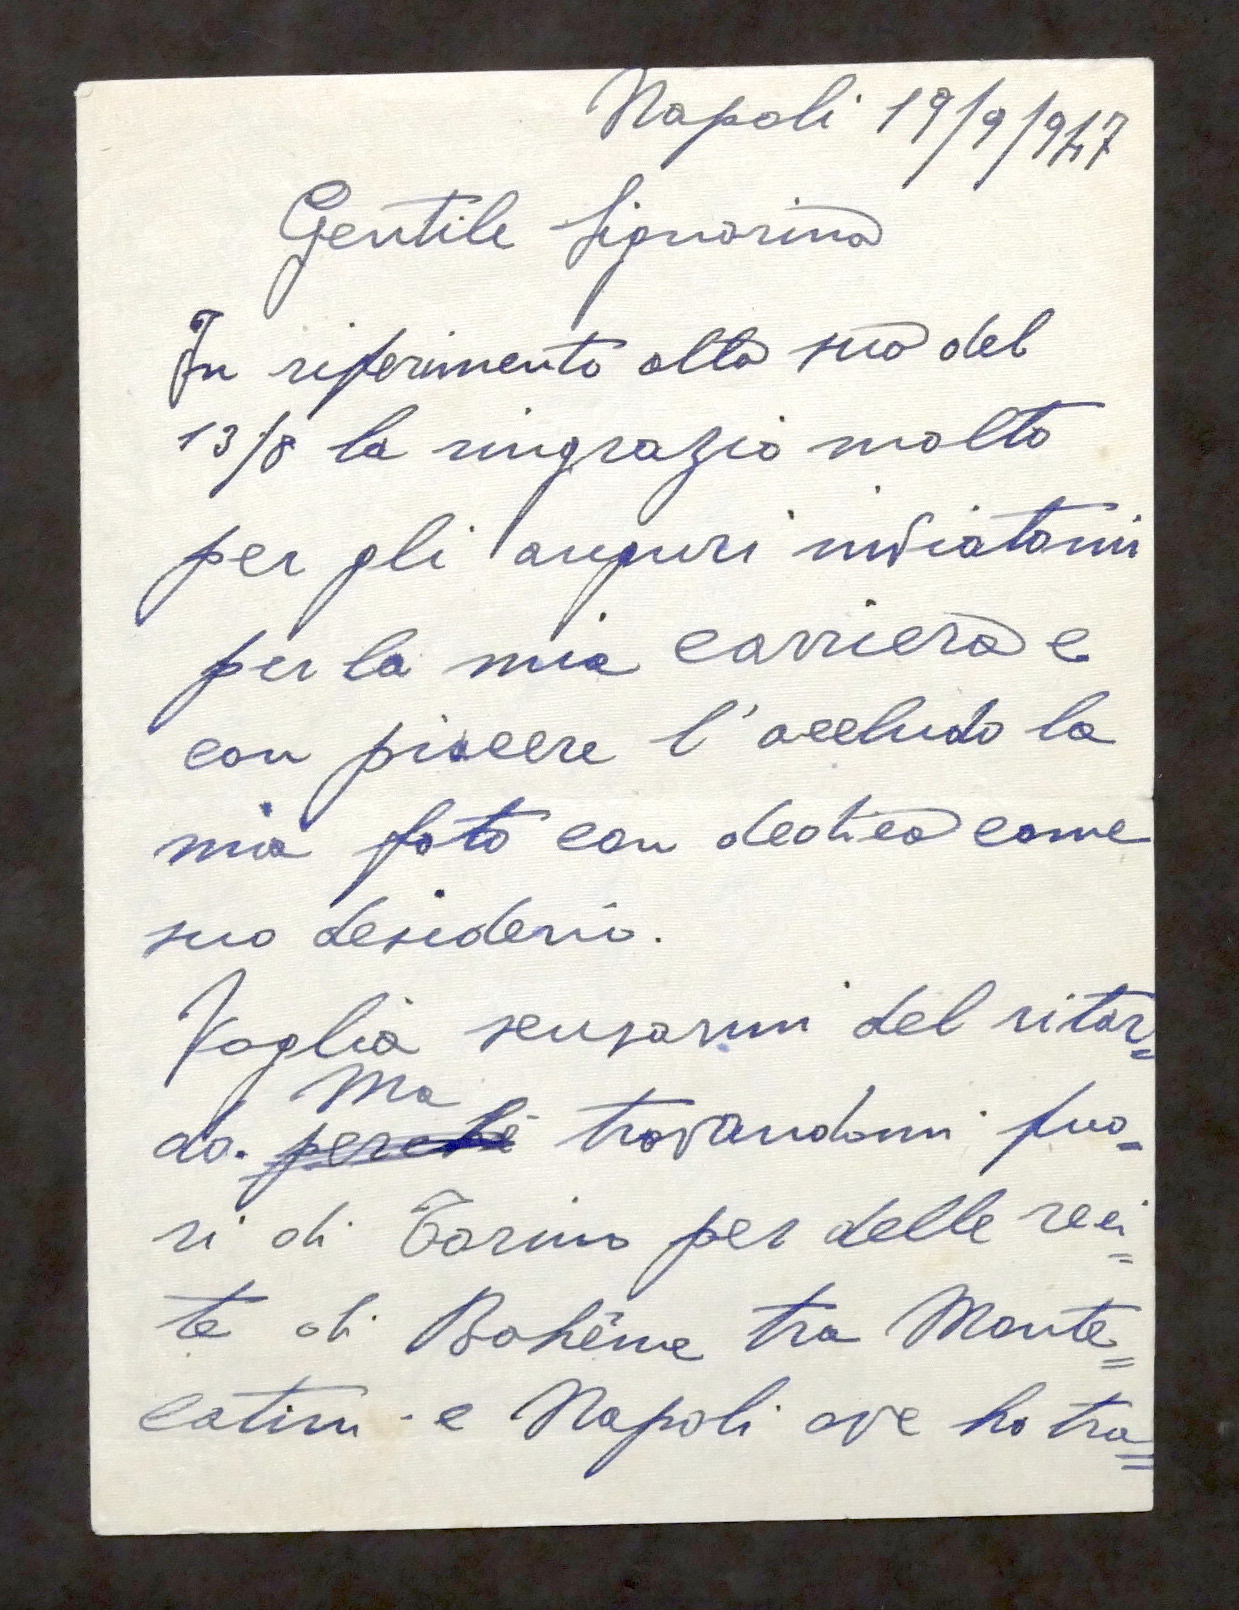 Napoli 19/9/947
Gentile Signorina
In riferimento alla sua del
13/8 la ringrazio molto
per gli auguri inviatomi
per la mia carriera e
con piacere l'accludo la
mia foto con dedica come
suo desiderio.
Voglia scusarmi del ritar=
Ma
do. perchè trovandomi fuo=
ri di Torino per delle reci=
te di Bohême tra Monte=
catini - e Napoli ove ho tra=